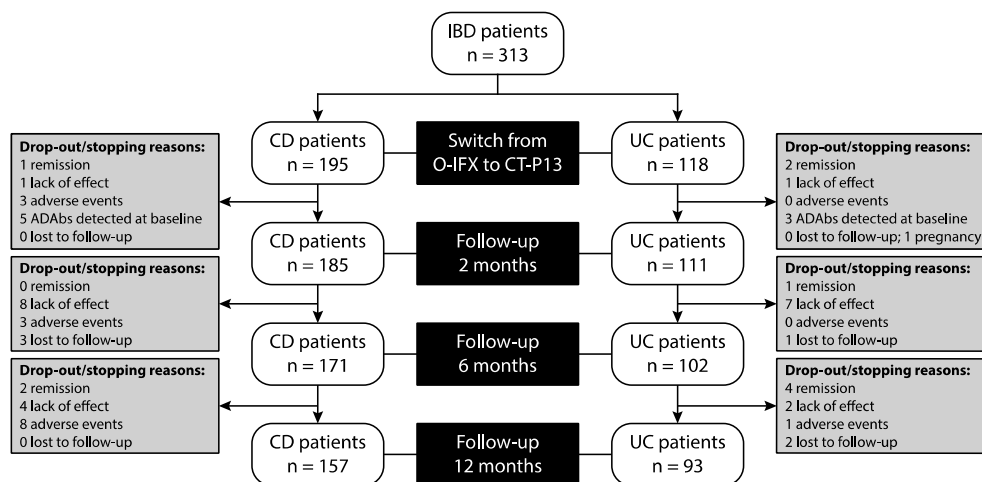 IBD patients
n = 313
CD patients
n = 195
Switch from
O-IFX to CT-P13
UC patients
n = 118
Drop-out/stopping reasons:
1 remission
1 lack of effect
3 adverse events
5 ADAbs detected at baseline
0 lost to follow-up
Drop-out/stopping reasons:
2 remission
1 lack of effect
0 adverse events
3 ADAbs detected at baseline
0 lost to follow-up; 1 pregnancy
CD patients
n = 185
Follow-up
2 months
UC patients
n = 111
Drop-out/stopping reasons:
0 remission
8 lack of effect
3 adverse events
3 lost to follow-up
Drop-out/stopping reasons:
1 remission
7 lack of effect
0 adverse events
1 lost to follow-up
CD patients
n = 171
Follow-up
6 months
UC patients
n = 102
Drop-out/stopping reasons:
2 remission
4 lack of effect
8 adverse events
0 lost to follow-up
Drop-out/stopping reasons:
4 remission
2 lack of effect
1 adverse events
2 lost to follow-up
CD patients
n = 157
Follow-up
12 months
UC patients
n = 93